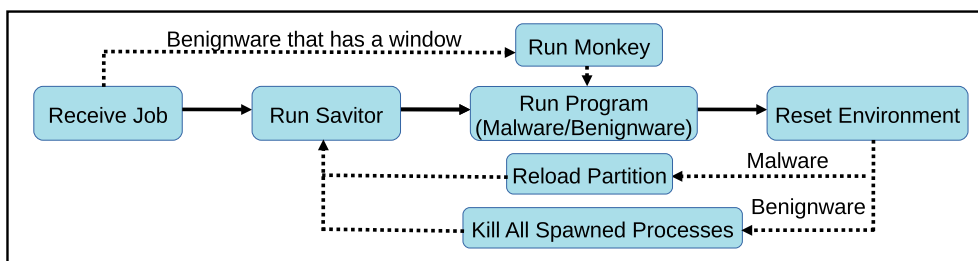 Benignware that has a window
Run Monkey
Receive Job
Run Savitor
Run Program
(Malware/Benignware)
Reset Environment
Malware
Reload Partition
Benignware
Kill All Spawned Processes